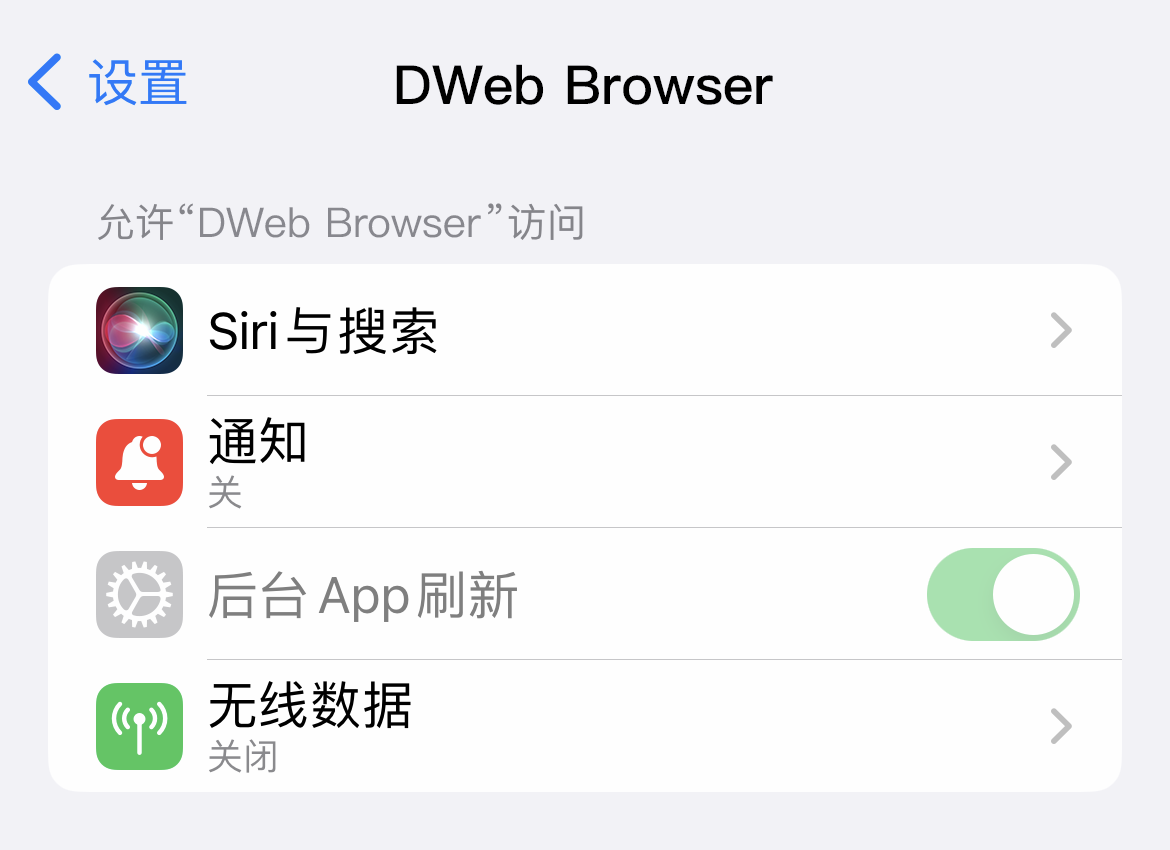 设置
DWeb Browser
允许“DWeb Browser”访问
Siri与搜索
通知
关
后台App刷新
无线数据
关闭